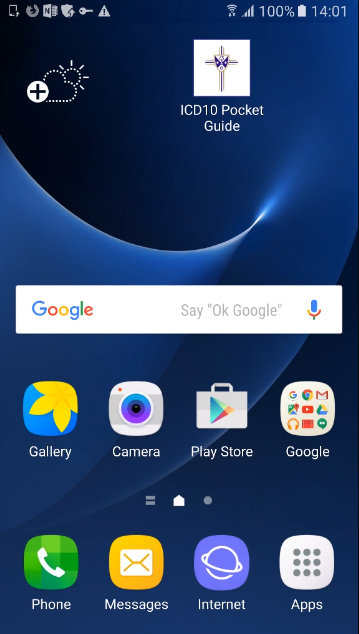 100% 14:01
ICD10 Pocket
Guide
Google Say "Ok Google"
Gallery Camera Play Store Google
Phone Messages Internet Apps